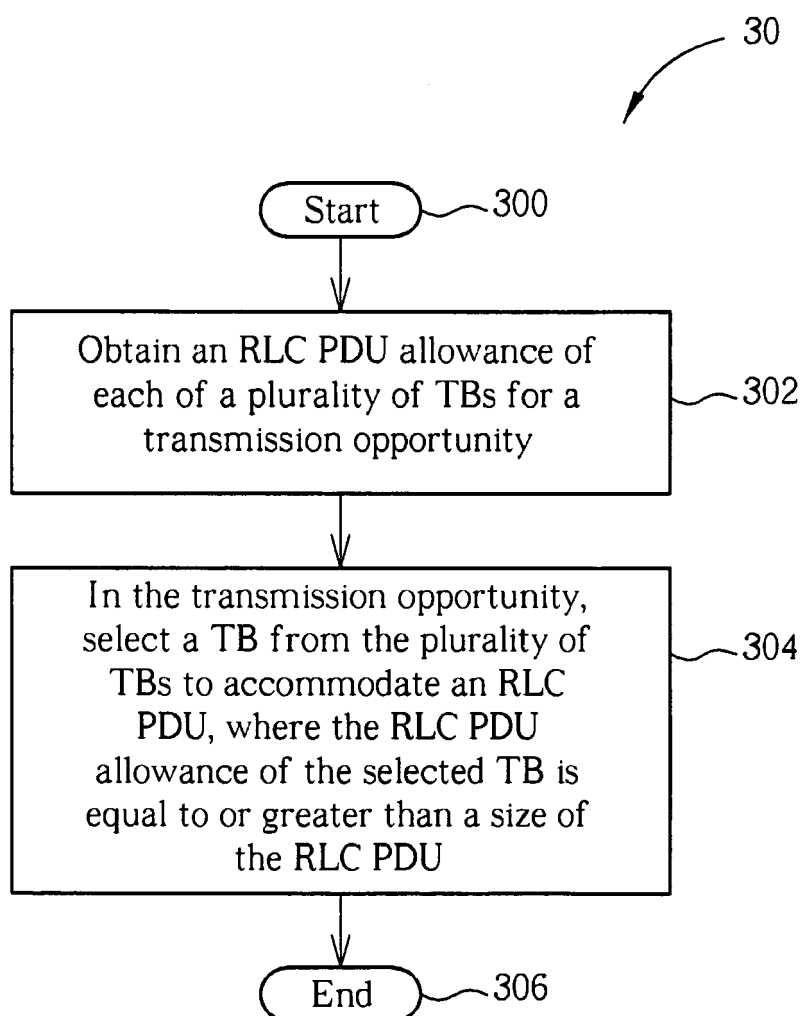 30
Start
300
Obtain an RLC PDU allowance of
each of a plurality of TBs for a
transmission opportunity
302
In the transmission opportunity,
select a TB from the plurality of
TBs to accommodate an RLC
PDU, where the RLC PDU
allowance of the selected TB is
equal to or greater than a size of
the RLC PDU
304
End
306